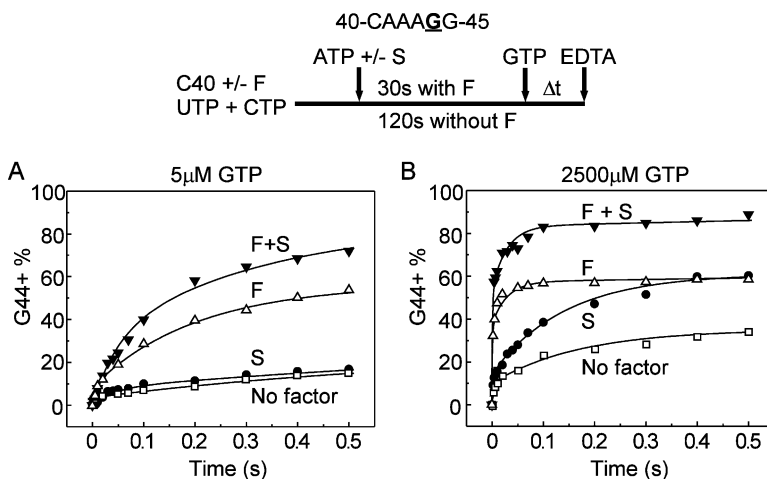 40-CAAAGG-45
ATP +/- S
GTP EDTA
C40 +/- F
UTP + CTP
30s with F
Δt
120s without F
A
5μM GTP
G44+ %
100
80
60
40
20
0
F+S
F
S
No factor
0 0.1 0.2 0.3 0.4 0.5
Time (s)
B
2500μM GTP
G44+ %
100
80
60
40
20
0
F + S
F
S
No factor
0 0.1 0.2 0.3 0.4 0.5
Time (s)